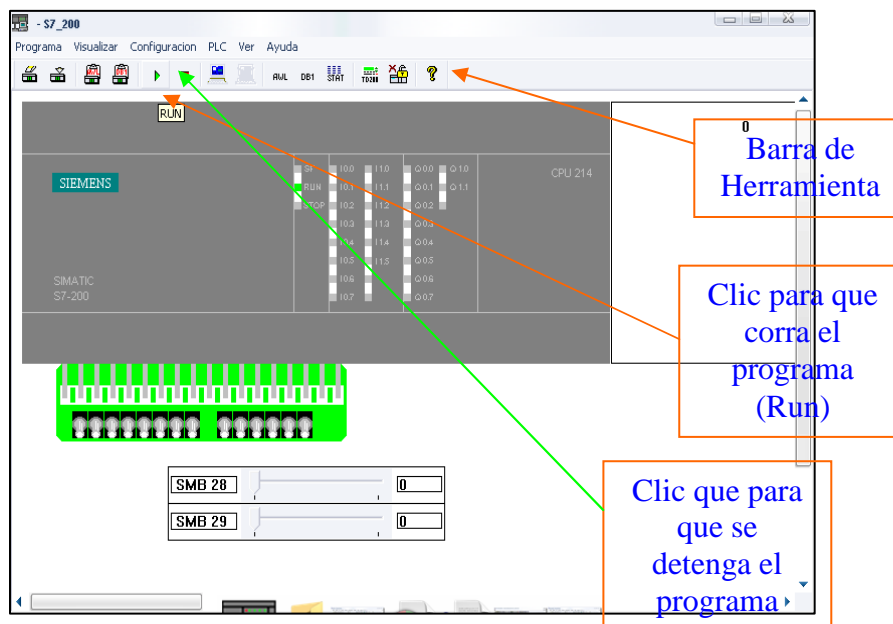 - S7_200
Programa Visualizar Configuracion PLC Ver Ayuda
AWL DB1 STAT TD200 ?
RUN
0
Barra de
Herramienta
SIEMENS
SF I0.0 I1.0 Q0.0 Q1.0
RUN I0.1 I1.1 Q0.1 Q1.1
STOP I0.2 I1.2 Q0.2
I0.3 I1.3 Q0.3
I0.4 I1.4 Q0.4
I0.5 I1.5 Q0.5
I0.6 Q0.6
I0.7 Q0.7
CPU 214
SIMATIC
S7-200
Clic para que
corra el
programa
(Run)
SMB 28 0
SMB 29 0
Clic que para
que se
detenga el
programa